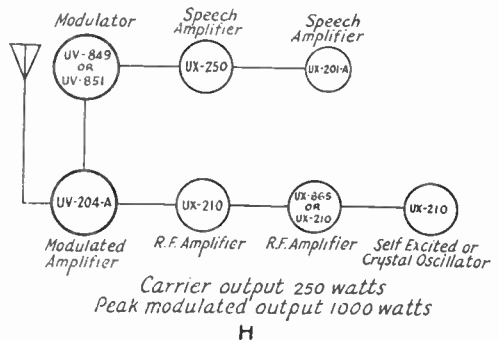 Modulator
UV-849
OR
UV-851
Speech
Amplifier
UX-250
Speech
Amplifier
UX-201-A
UV-204-A
Modulated
Amplifier
UX-210
R.F. Amplifier
UX-865
OR
UX-210
R.F. Amplifier
UX-210
Self Excited or
Crystal Oscillator
Carrier output 250 watts
Peak modulated output 1000 watts
H